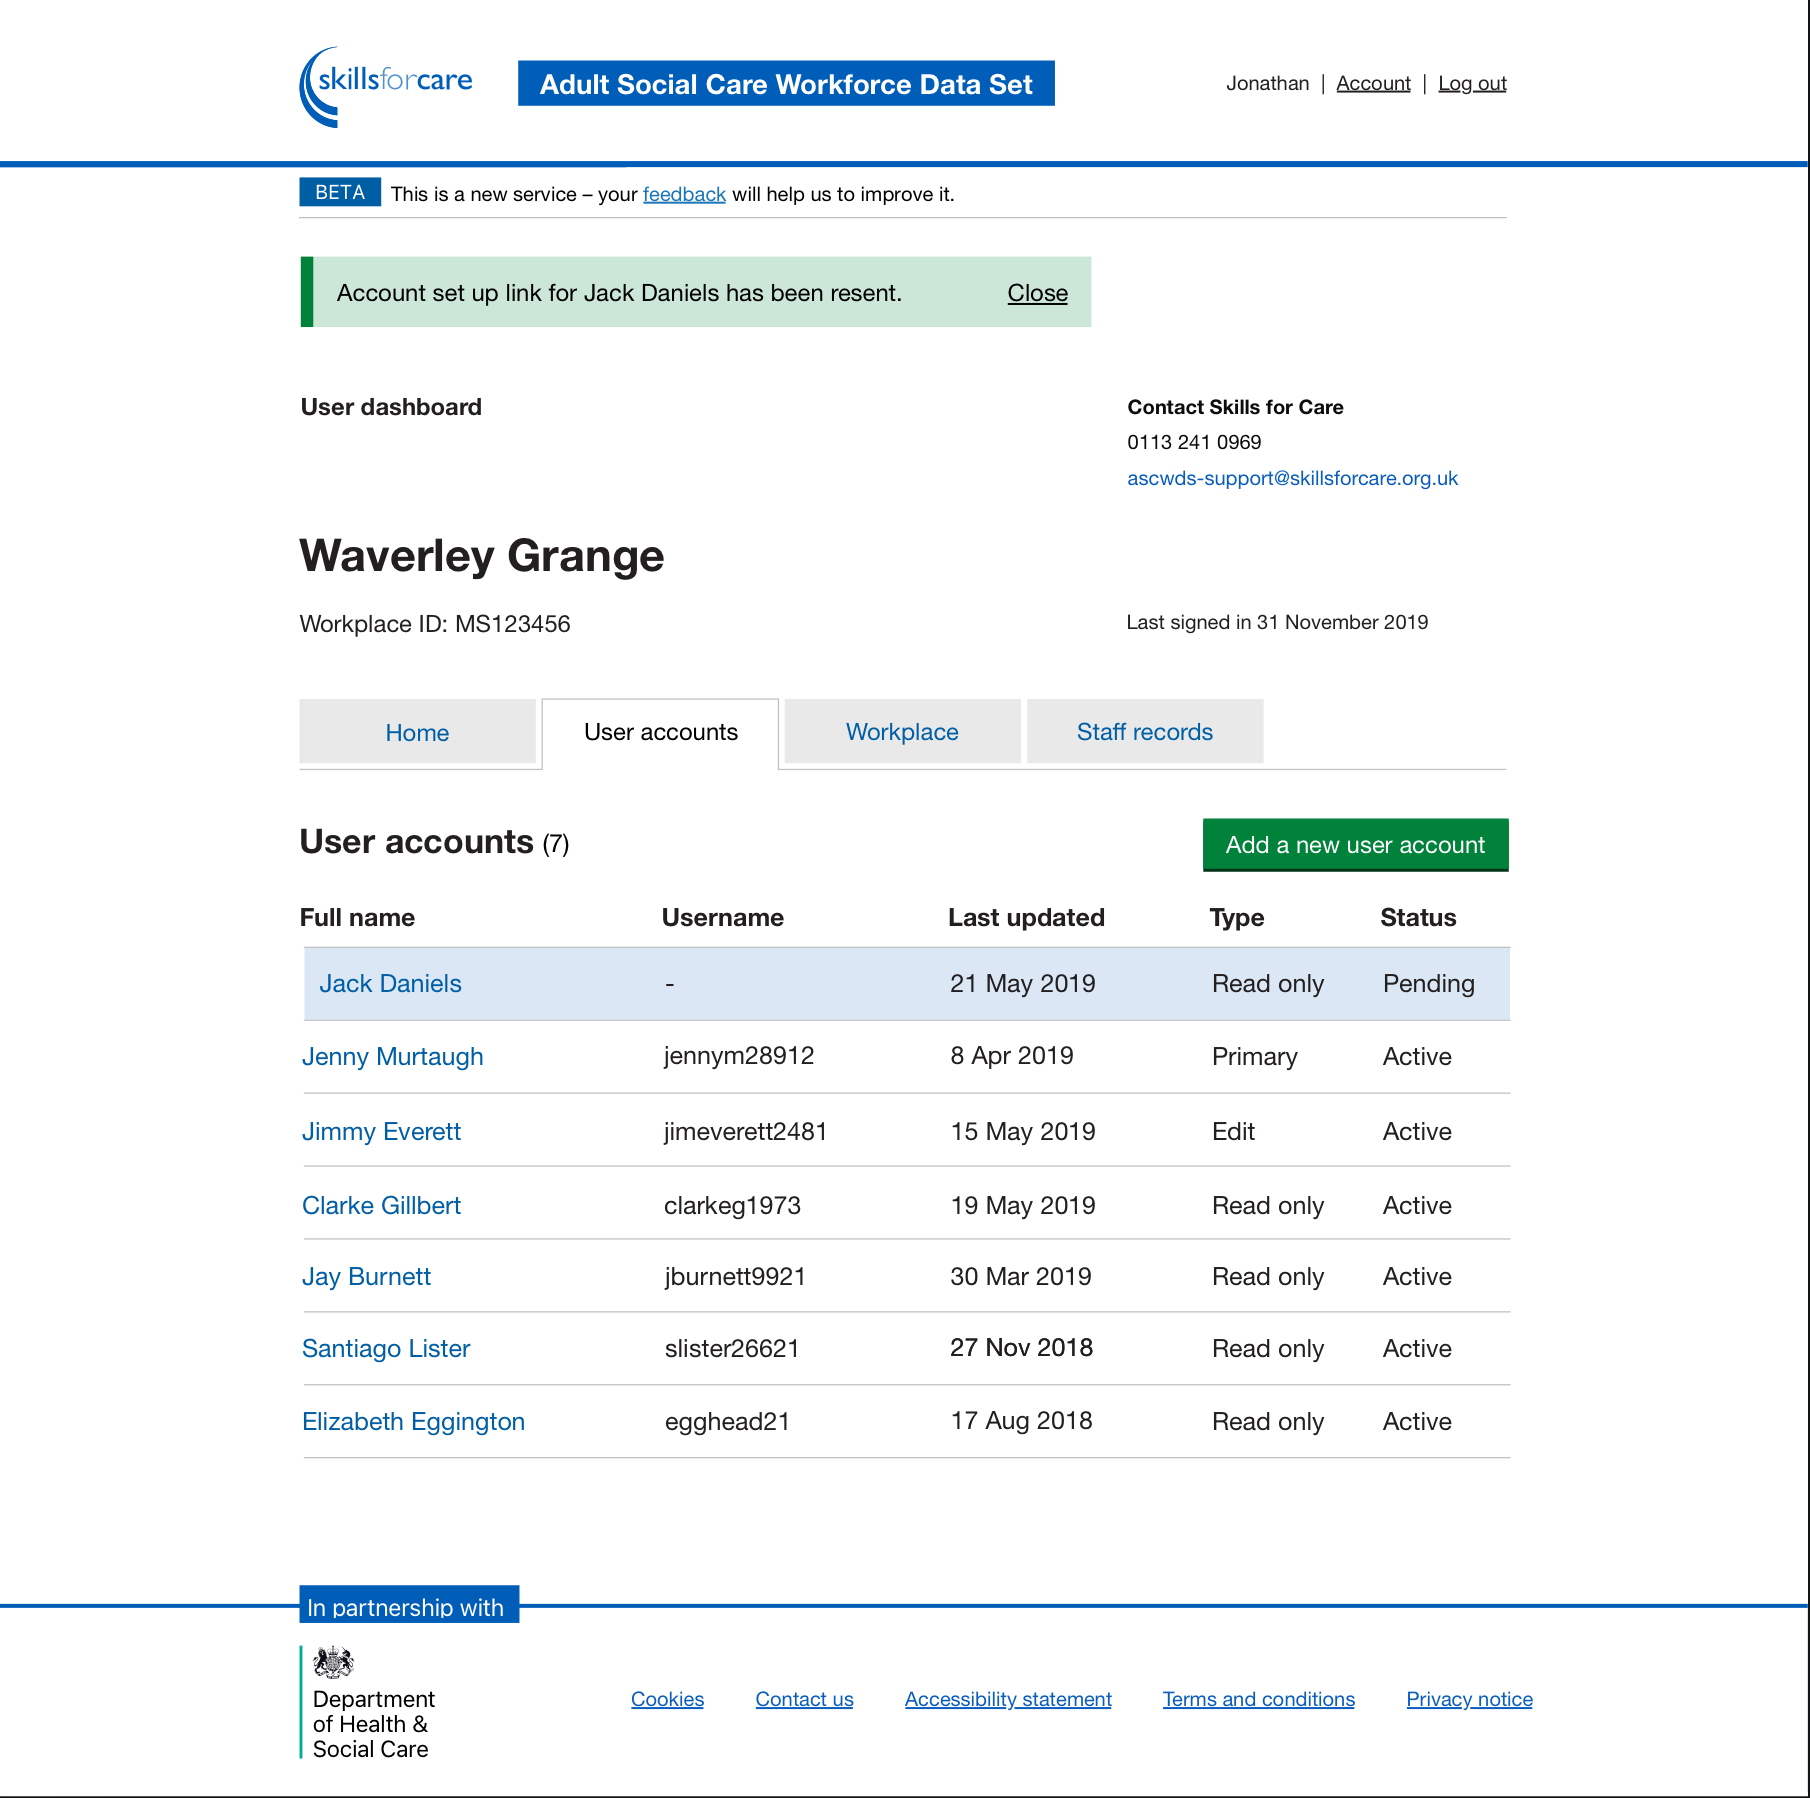 skillsforcare
Adult Social Care Workforce Data Set
Jonathan | Account | Log out
BETA This is a new service – your feedback will help us to improve it.
Account set up link for Jack Daniels has been resent. Close
User dashboard
Contact Skills for Care
0113 241 0969
ascwds-support@skillsforcare.org.uk
Waverley Grange
Workplace ID: MS123456
Last signed in 31 November 2019
Home User accounts Workplace Staff records
User accounts (7)
Add a new user account
Full name Username Last updated Type Status
Jack Daniels - 21 May 2019 Read only Pending
Jenny Murtaugh jennym28912 8 Apr 2019 Primary Active
Jimmy Everett jimeverett2481 15 May 2019 Edit Active
Clarke Gillbert clarkeg1973 19 May 2019 Read only Active
Jay Burnett jburnett9921 30 Mar 2019 Read only Active
Santiago Lister slister26621 27 Nov 2018 Read only Active
Elizabeth Eggington egghead21 17 Aug 2018 Read only Active
In partnership with
Department
of Health &
Social Care
Cookies Contact us Accessibility statement Terms and conditions Privacy notice